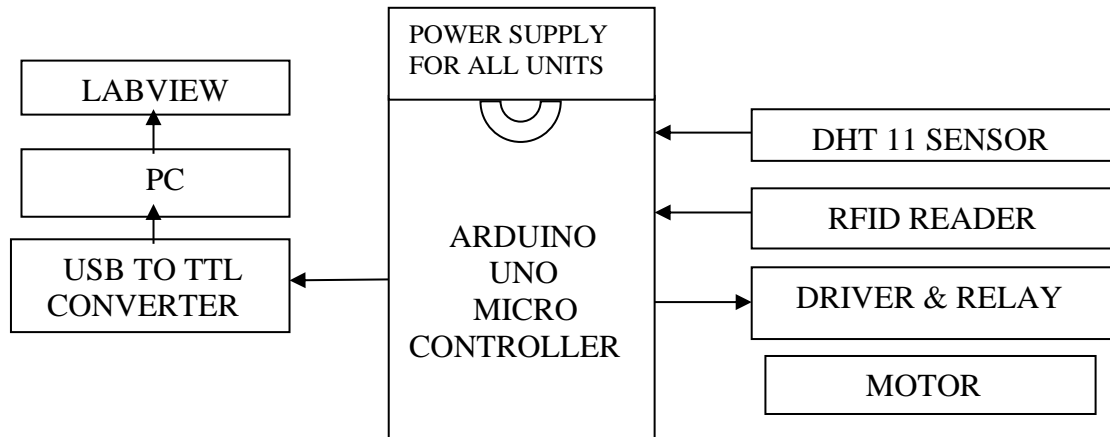 POWER SUPPLY
FOR ALL UNITS
LABVIEW
PC
USB TO TTL
CONVERTER
ARDUINO
UNO
MICRO
CONTROLLER
DHT 11 SENSOR
RFID READER
DRIVER & RELAY
MOTOR